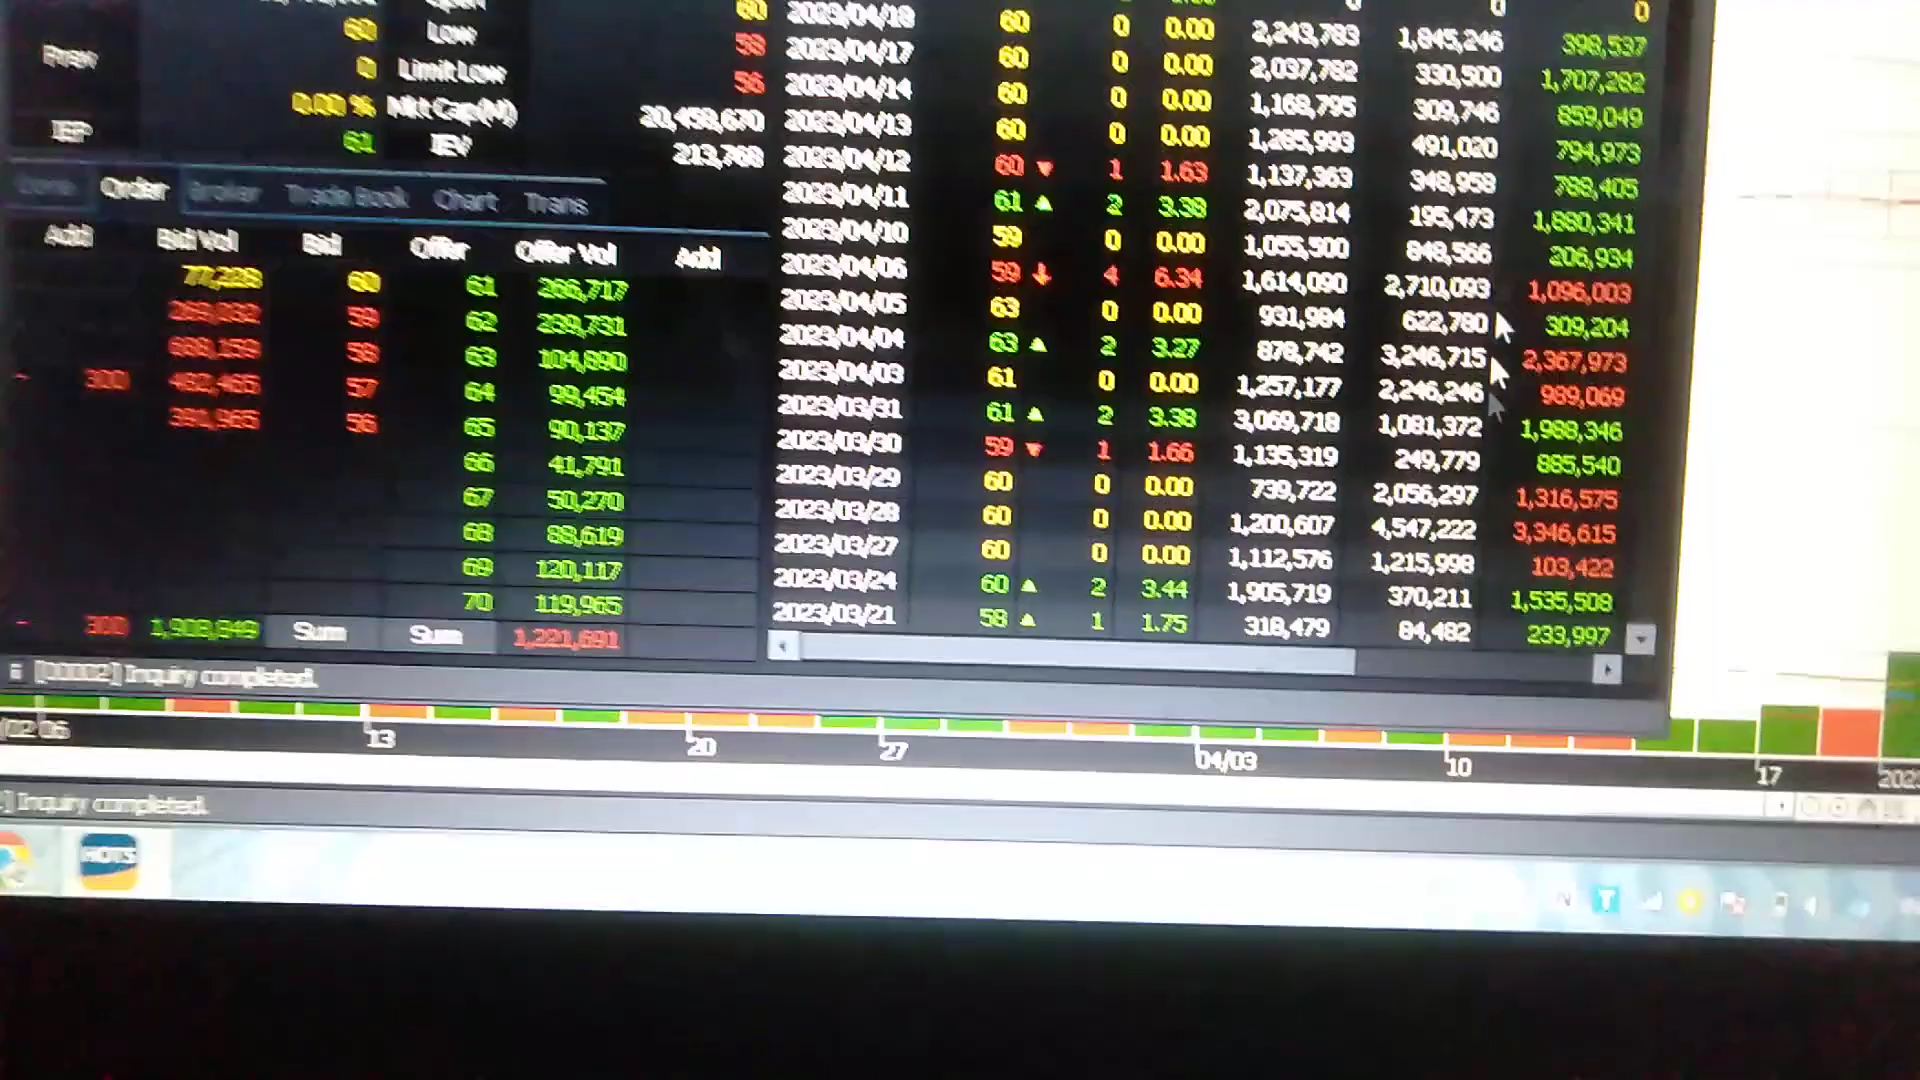 60 Low 60
Prev 0 Limit Low 58
0.00 % Mkt Cap(M) 56
IEP 61 IEV 20,459,670
213,768
Order Broker Trade Book Chart Trans
Add Bid Vol Bid Offer Offer Vol Add
77,228 60 61 266,717
59 62 239,731
58 63 104,890
300 482,465 57 64 99,454
391,965 56 65 90,137
66 41,791
67 50,270
68 88,619
69 120,117
70 119,965
300 1,908,849 Sum Sum 1,221,691
0 0 0
2023/04/18 60 0 0.00 2,243,783 1,845,246 398,537
2023/04/17 60 0 0.00 2,037,782 330,500 1,707,282
2023/04/14 60 0 0.00 1,168,795 309,746 859,049
2023/04/13 60 0 0.00 1,285,993 491,020 794,973
2023/04/12 60 ▼ 1 1.63 1,137,363 348,958 788,405
2023/04/11 61 ▲ 2 3.38 2,075,814 195,473 1,880,341
2023/04/10 59 0 0.00 1,055,500 848,566 206,934
2023/04/06 59 ↓ 4 6.34 1,614,090 2,710,093 1,096,003
2023/04/05 63 0 0.00 931,984 622,780 309,204
2023/04/04 63 ▲ 2 3.27 878,742 3,246,715 2,367,973
2023/04/03 61 0 0.00 1,257,177 2,246,246 989,069
2023/03/31 61 ▲ 2 3.38 3,069,718 1,081,372 1,988,346
2023/03/30 59 ▼ 1 1.66 1,135,319 249,779 885,540
2023/03/29 60 0 0.00 739,722 2,056,297 1,316,575
2023/03/28 60 0 0.00 1,200,607 4,547,222 3,346,615
2023/03/27 60 0 0.00 1,112,576 1,215,998 103,422
2023/03/24 60 ▲ 2 3.44 1,905,719 370,211 1,535,508
2023/03/21 58 ▲ 1 1.75 318,479 84,482 233,997
[00002] Inquiry completed.
/02 06 13 20 27 04/03 10 17 202
] Inquiry completed.
HOTS